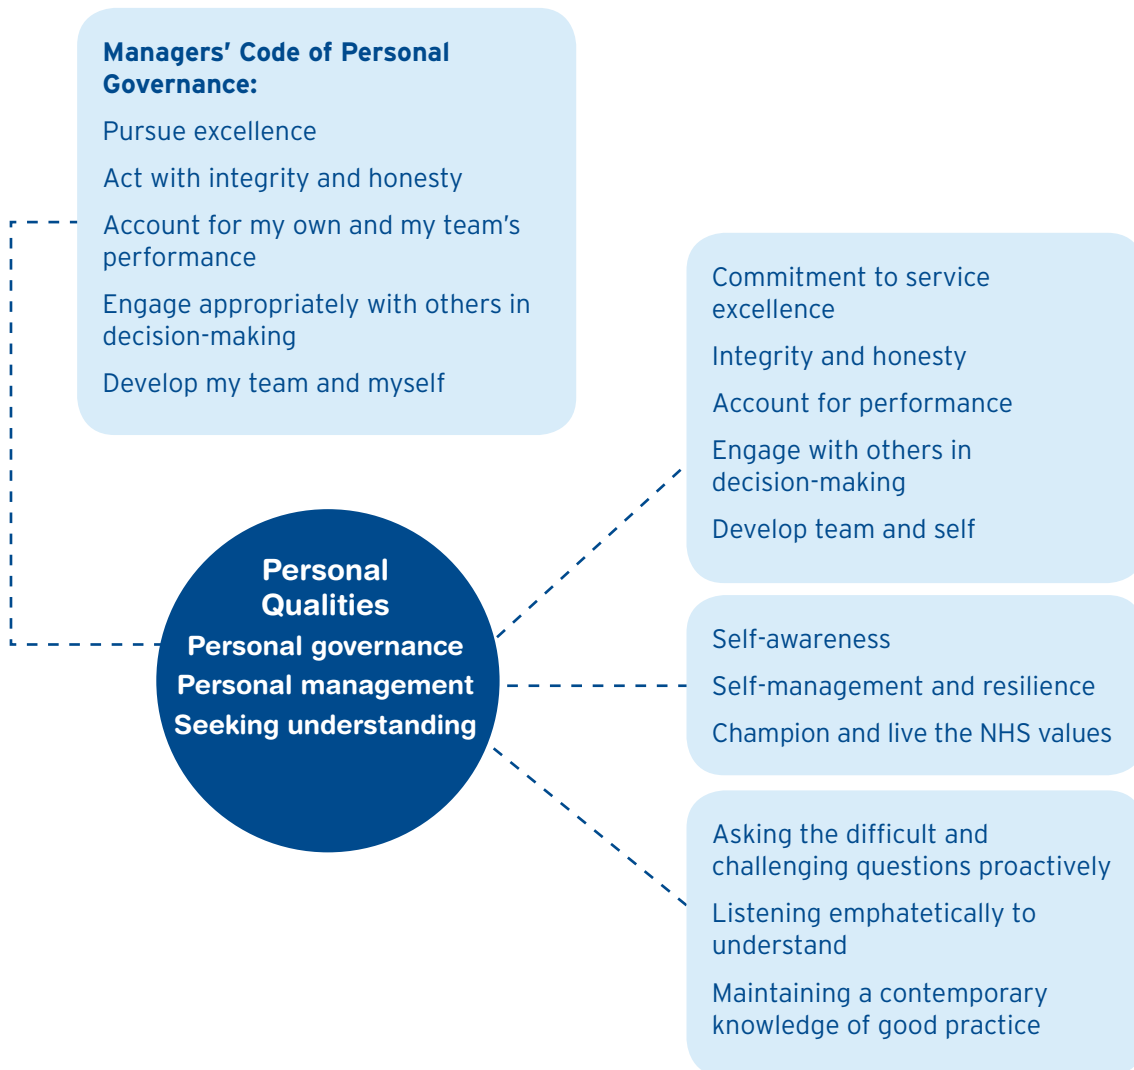 Managers’ Code of Personal
Governance:
Pursue excellence
Act with integrity and honesty
Account for my own and my team’s
performance
Engage appropriately with others in
decision-making
Develop my team and myself
Personal
Qualities
Personal governance
Personal management
Seeking understanding
Commitment to service
excellence
Integrity and honesty
Account for performance
Engage with others in
decision-making
Develop team and self
Self-awareness
Self-management and resilience
Champion and live the NHS values
Asking the difficult and
challenging questions proactively
Listening emphatetically to
understand
Maintaining a contemporary
knowledge of good practice